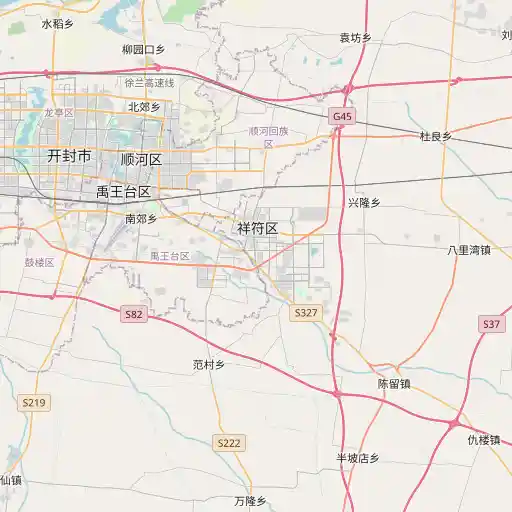 水稻乡
柳园口乡
袁坊乡
刘
徐兰高速线
龙亭区
北郊乡
G45
顺河回族
区
杜良乡
开封市
顺河区
禹王台区
兴隆乡
南郊乡
祥符区
八里湾镇
鼓楼区
禹王台区
S82
S327
S37
范村乡
陈留镇
S219
S222
仇楼镇
半坡店乡
仙镇
万隆乡